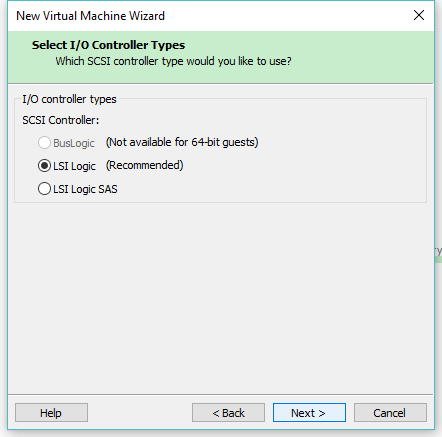 New Virtual Machine Wizard
Select I/O Controller Types
Which SCSI controller type would you like to use?
I/O controller types
SCSI Controller:
BusLogic (Not available for 64-bit guests)
LSI Logic (Recommended)
LSI Logic SAS
ry
Help < Back Next > Cancel